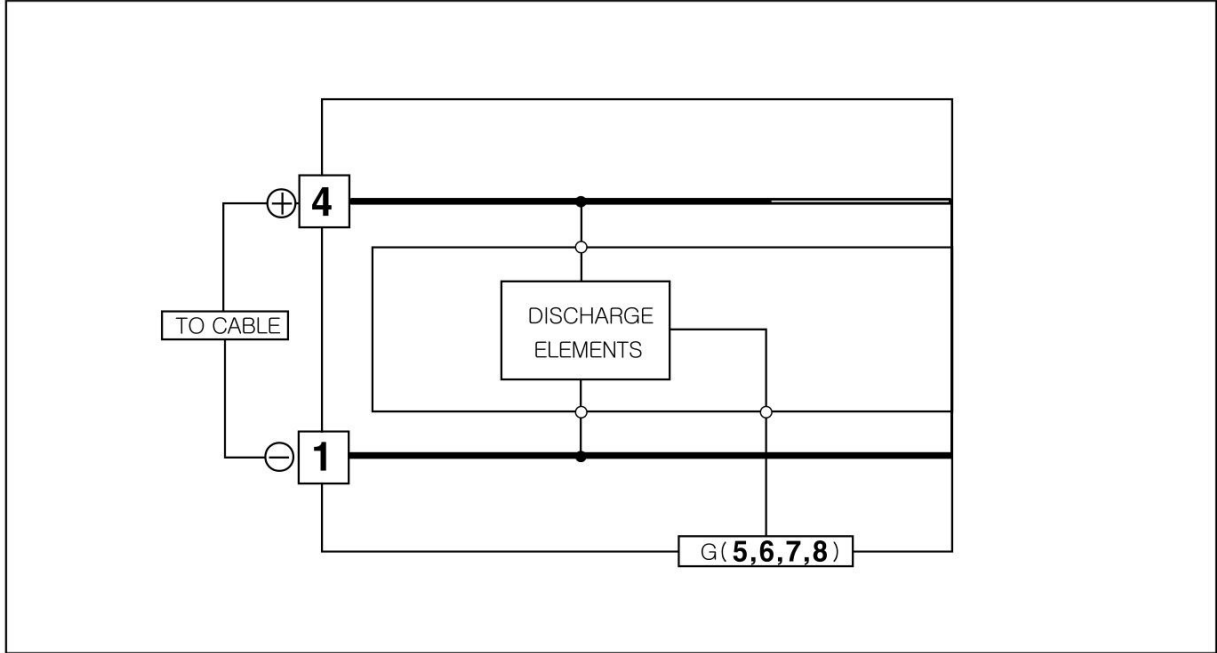 4
TO CABLE
DISCHARGE
ELEMENTS
1
G(5,6,7,8)